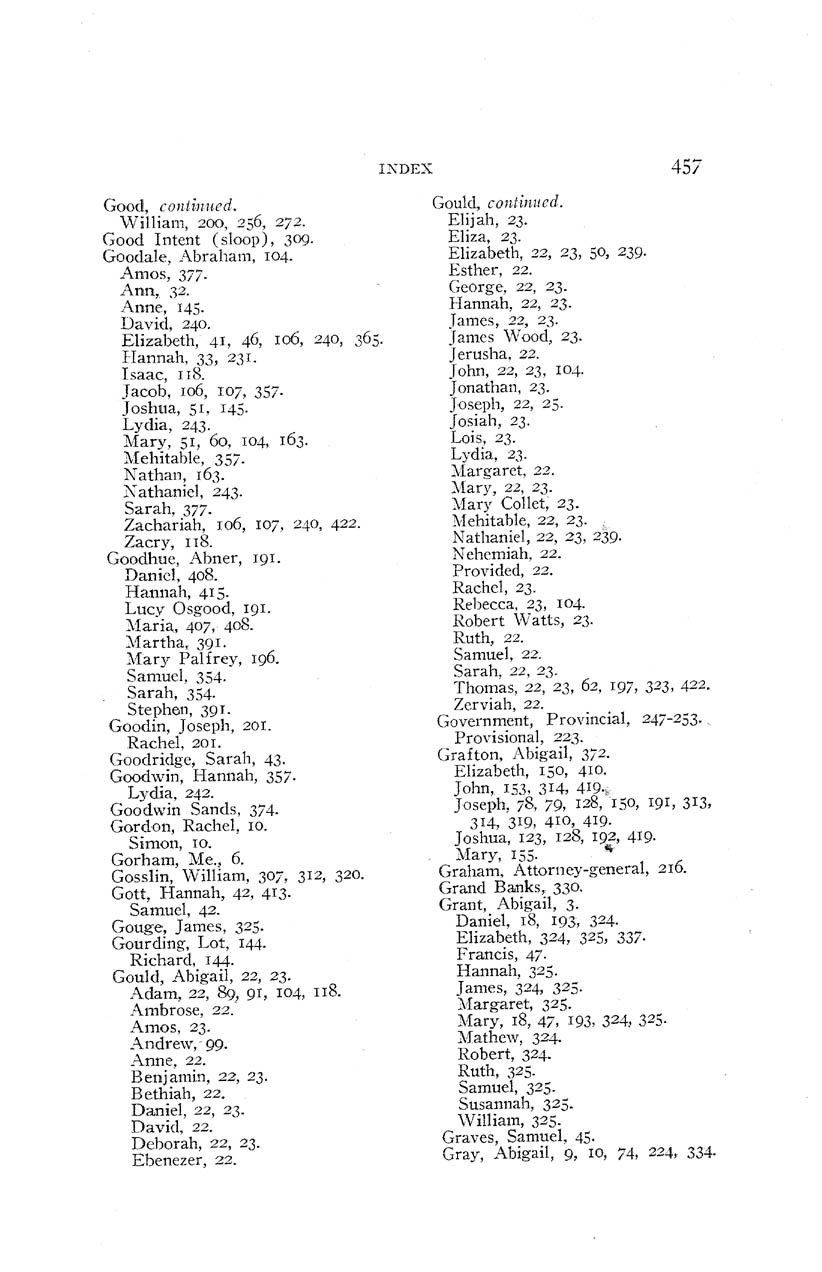 INDEX 457
Good, continued.
William, 200, 256, 272.
Good Intent (sloop), 309.
Goodale, Abraham, 104.
Amos, 377.
Ann, 32.
Anne, 145.
David, 240.
Elizabeth, 41, 46, 106, 240, 365.
Hannah, 33, 231.
Isaac, 118.
Jacob, 106, 107, 357.
Joshua, 51, 145.
Lydia, 243.
Mary, 51, 60, 104, 163.
Mehitable, 357.
Nathan, 163.
Nathaniel, 243.
Sarah, 377.
Zachariah, 106, 107, 240, 422.
Zacry, 118.
Goodhue, Abner, 191.
Daniel, 408.
Hannah, 415.
Lucy Osgood, 191.
Maria, 407, 408.
Martha, 391.
Mary Palfrey, 196.
Samuel, 354.
Sarah, 354.
Stephen, 391.
Goodin, Joseph, 201.
Rachel, 201.
Goodridge, Sarah, 43.
Goodwin, Hannah, 357.
Lydia, 242.
Goodwin Sands, 374.
Gordon, Rachel, 10.
Simon, 10.
Gorham, Me., 6.
Gosslin, William, 307, 312, 320.
Gott, Hannah, 42, 413.
Samuel, 42.
Gouge, James, 325.
Gourding, Lot, 144.
Richard, 144.
Gould, Abigail, 22, 23.
Adam, 22, 89, 91, 104, 118.
Ambrose, 22.
Amos, 23.
Andrew, 99.
Anne, 22.
Benjamin, 22, 23.
Bethiah, 22.
Daniel, 22, 23.
David, 22.
Deborah, 22, 23.
Ebenezer, 22.
Gould, continued.
Elijah, 23.
Eliza, 23.
Elizabeth, 22, 23, 50, 239.
Esther, 22.
George, 22, 23.
Hannah, 22, 23.
James, 22, 23.
James Wood, 23.
Jerusha, 22.
John, 22, 23, 104.
Jonathan, 23.
Joseph, 22, 25.
Josiah, 23.
Lois, 23.
Lydia, 23.
Margaret, 22.
Mary, 22, 23.
Mary Collet, 23.
Mehitable, 22, 23.
Nathaniel, 22, 23, 239.
Nehemiah, 22.
Provided, 22.
Rachel, 23.
Rebecca, 23, 104.
Robert Watts, 23.
Ruth, 22.
Samuel, 22.
Sarah, 22, 23.
Thomas, 22, 23, 62, 197, 323, 422.
Zerviah, 22.
Government, Provincial, 247-253.
Provisional, 223.
Grafton, Abigail, 372.
Elizabeth, 150, 410.
John, 153, 314, 419.
Joseph, 78, 79, 128, 150, 191, 313,
314, 319, 410, 419.
Joshua, 123, 128, 192, 419.
Mary, 155.
Graham, Attorney-general, 216.
Grand Banks, 330.
Grant, Abigail, 3.
Daniel, 18, 193, 324.
Elizabeth, 324, 325, 337.
Francis, 47.
Hannah, 325.
James, 324, 325.
Margaret, 325.
Mary, 18, 47, 193, 324, 325.
Mathew, 324.
Robert, 324.
Ruth, 325.
Samuel, 325.
Susannah, 325.
William, 325.
Graves, Samuel, 45.
Gray, Abigail, 9, 10, 74, 224, 334.